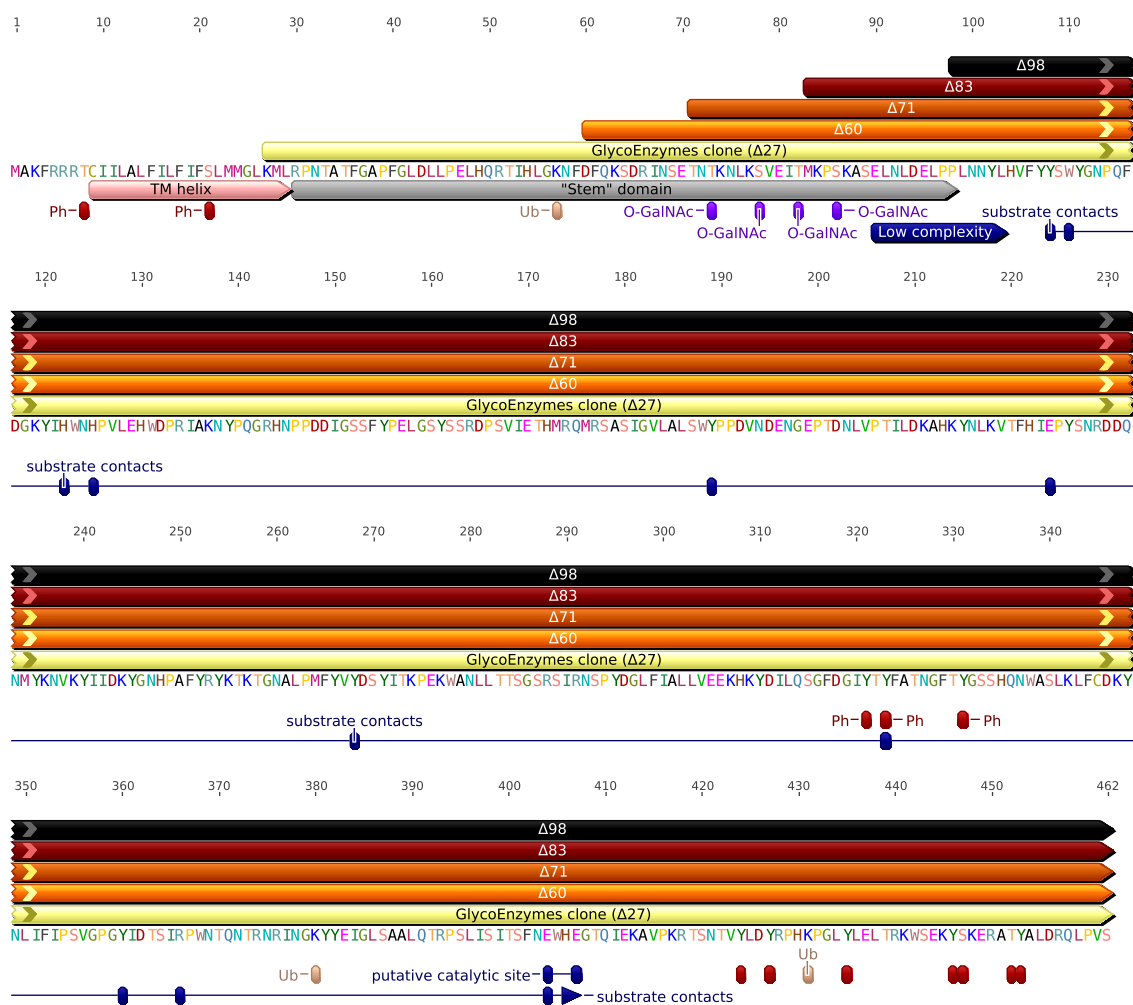 1 10 20 30 40 50 60 70 80 90 100 110
Δ98
Δ83
Δ71
Δ60
GlycoEnzymes clone (Δ27)
MAKFRRRTCIILALFILFIFSLMMGLKMLRPNTATFGAPFGLDLLPELHQRTIHLGKNFDFQKSDRINSETNTKNLKSVEITMKPSKASELNLDELPPLNNYLHVFYYSWYGNPQF
TM helix "Stem" domain
Ph Ph Ub O-GalNAc O-GalNAc substrate contacts
O-GalNAc O-GalNAc Low complexity
120 130 140 150 160 170 180 190 200 210 220 230
Δ98
Δ83
Δ71
Δ60
GlycoEnzymes clone (Δ27)
DGKYIHWNHPVLEHWDPRIAKNYPQGRHNPPDDIGSSFYPELGSYSSRDPSVIETHMRQMRSASIGVLALSWYPPDVNDENGEPTDNLVPTILDKAHKYNLKVTFHIEPYSNRDDQ
substrate contacts
240 250 260 270 280 290 300 310 320 330 340
Δ98
Δ83
Δ71
Δ60
GlycoEnzymes clone (Δ27)
NMYKNVKYIIDKYGNHPAFYRYKTKTGNALPMFYVYDSYITKPEKWANLLTTSGSRSIRNSPYDGLFIALLVEEKHKYDILQSGFDGIYTYFATNGFTYGSSHQNWASLKLFCDKY
substrate contacts Ph Ph Ph
350 360 370 380 390 400 410 420 430 440 450 462
Δ98
Δ83
Δ71
Δ60
GlycoEnzymes clone (Δ27)
NLIFIPSVGPGYIDTSIRPWNTQNTRNRINGKYYEIGLSAALQTRPSLISITSFNEWHEGTQIEKAVPKRTSNTVYLDYRPHKPGLYLELTRKWSEKYSKERATYALDRQLPVS
Ub
Ub putative catalytic site
substrate contacts